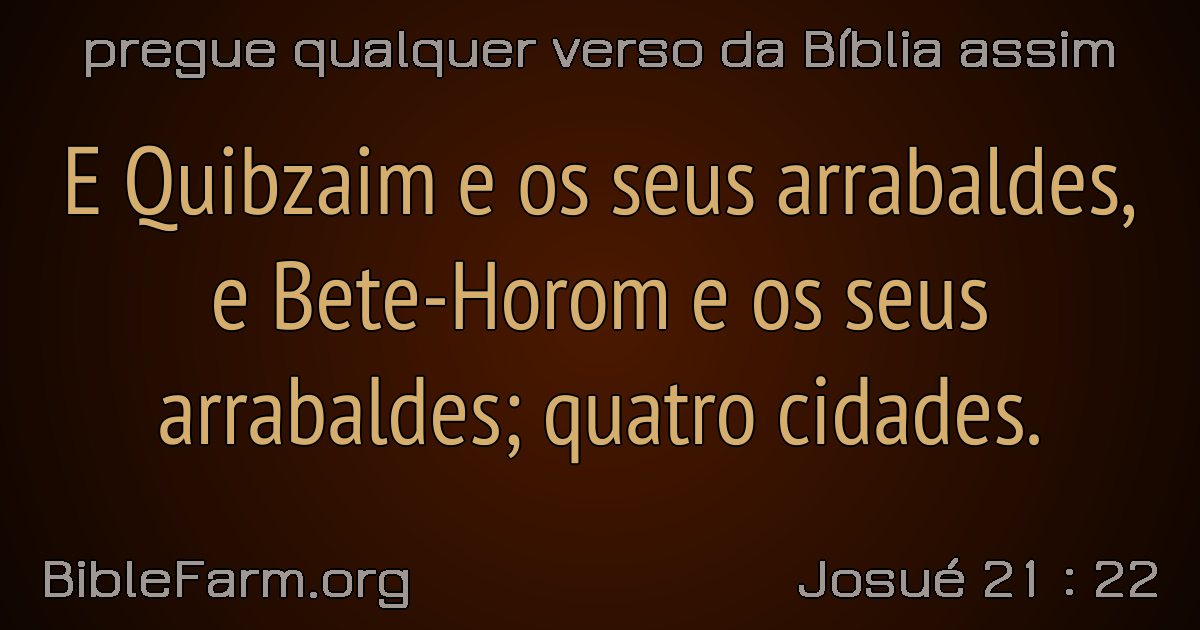 pregue qualquer verso da Bíblia assim
E Quibzaim e os seus arrabaldes,
e Bete-Horom e os seus
arrabaldes; quatro cidades.
BibleFarm.org
Josué 21 : 22